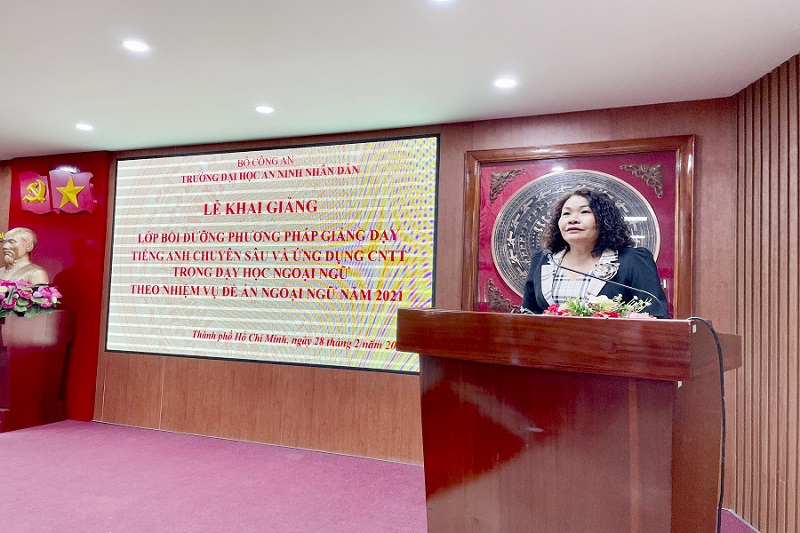 BỘ CÔNG AN
TRƯỜNG ĐẠI HỌC AN NINH NHÂN DÂN
LỄ KHAI GIẢNG
LỚP BỒI DƯỠNG PHƯƠNG PHÁP GIẢNG DẠY
TIẾNG ANH CHUYÊN SÂU VÀ ỨNG DỤNG CNTT
TRONG DẠY HỌC NGOẠI NGỮ
THEO NHIỆM VỤ ĐỀ ÁN NGOẠI NGỮ NĂM 2021
Thành phố Hồ Chí Minh, ngày 28 tháng 2 năm